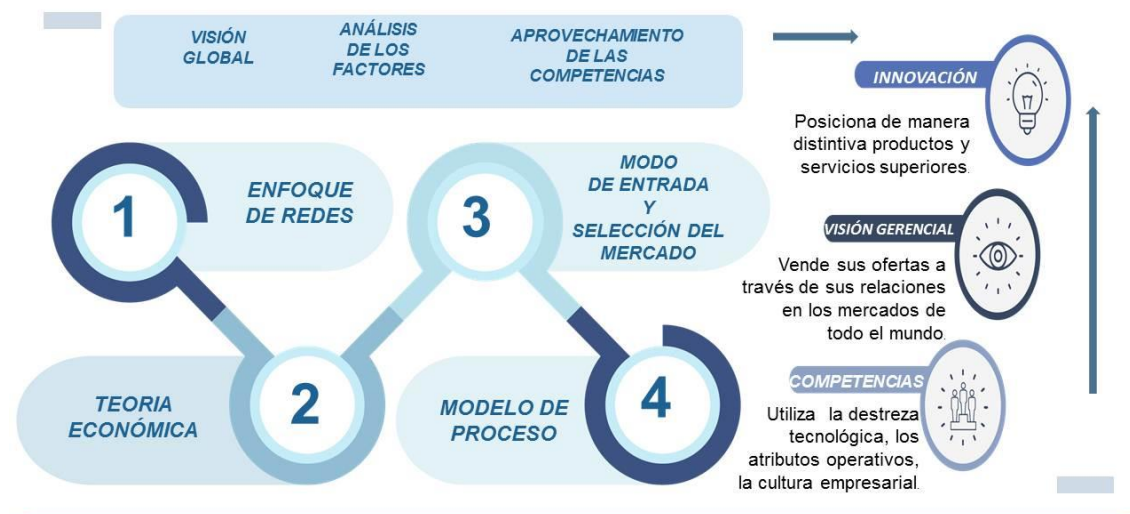 VISIÓN
GLOBAL
ANÁLISIS
DE LOS
FACTORES
APROVECHAMIENTO
DE LAS
COMPETENCIAS
1
ENFOQUE
DE REDES
2
TEORIA
ECONÓMICA
3
MODO
DE ENTRADA
Y
SELECCIÓN DEL
MERCADO
4
MODELO DE
PROCESO
INNOVACIÓN
Posiciona de manera
distintiva productos y
servicios superiores.
VISIÓN GERENCIAL
Vende sus ofertas a
través de sus relaciones
en los mercados de
todo el mundo.
COMPETENCIAS
Utiliza la destreza
tecnológica, los
atributos operativos,
la cultura empresarial.